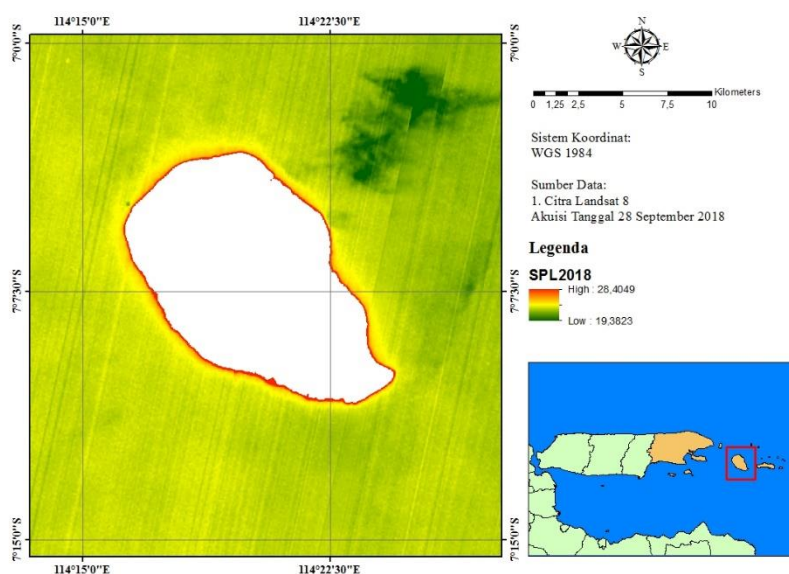 114°15'0"E 114°22'30"E
7°0'0"S 7°0'0"S
7°7'30"S 7°7'30"S
7°15'0"S 7°15'0"S
114°15'0"E 114°22'30"E
N
W E
S
0 1,25 2,5 5 7,5 10 Kilometers
Sistem Koordinat:
WGS 1984
Sumber Data:
1. Citra Landsat 8
Akuisi Tanggal 28 September 2018
Legenda
SPL2018
High : 28,4049
Low : 19,3823